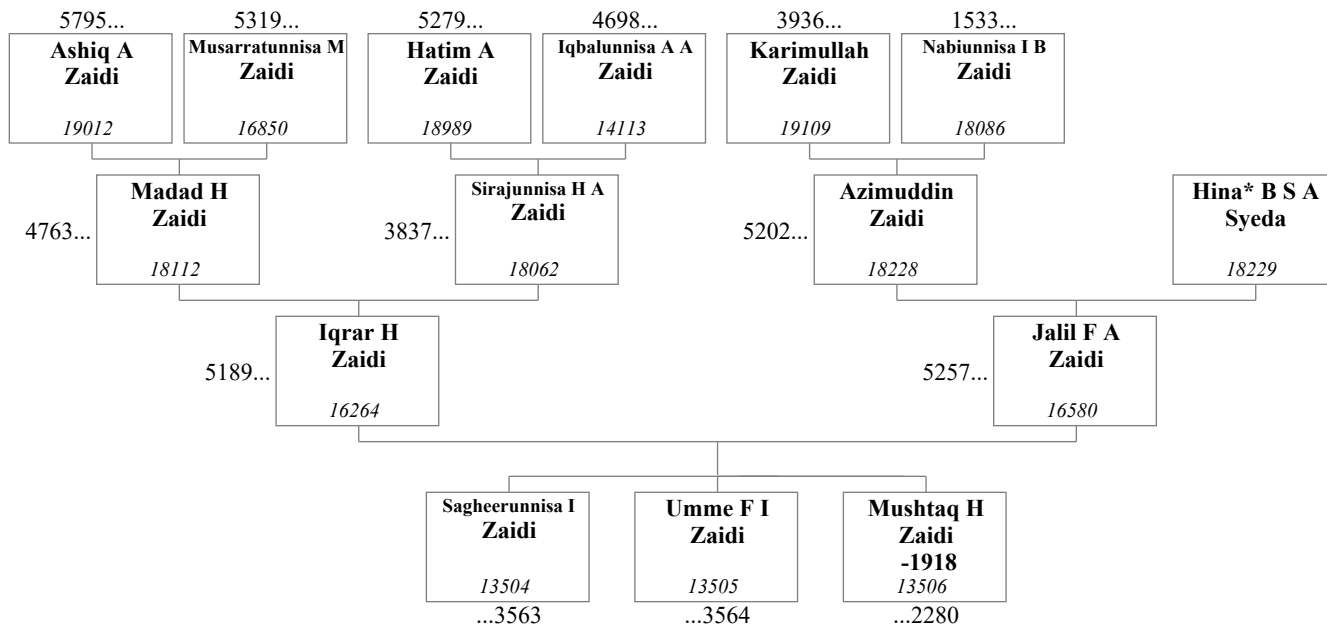 5795...
5319...
5279...
4698...
3936...
1533...
Ashiq A
Zaidi
19012
Musarratunnisa M
Zaidi
16850
Hatim A
Zaidi
18989
Iqbalunnisa A A
Zaidi
14113
Karimullah
Zaidi
19109
Nabiunnisa I B
Zaidi
18086
4763...
Madad H
Zaidi
18112
3837...
Sirajunnisa H A
Zaidi
18062
5202...
Azimuddin
Zaidi
18228
Hina* B S A
Syeda
18229
5189...
Iqrar H
Zaidi
16264
5257...
Jalil F A
Zaidi
16580
Sagheerunnisa I
Zaidi
13504
...3563
Umme F I
Zaidi
13505
...3564
Mushtaq H
Zaidi
-1918
13506
...2280